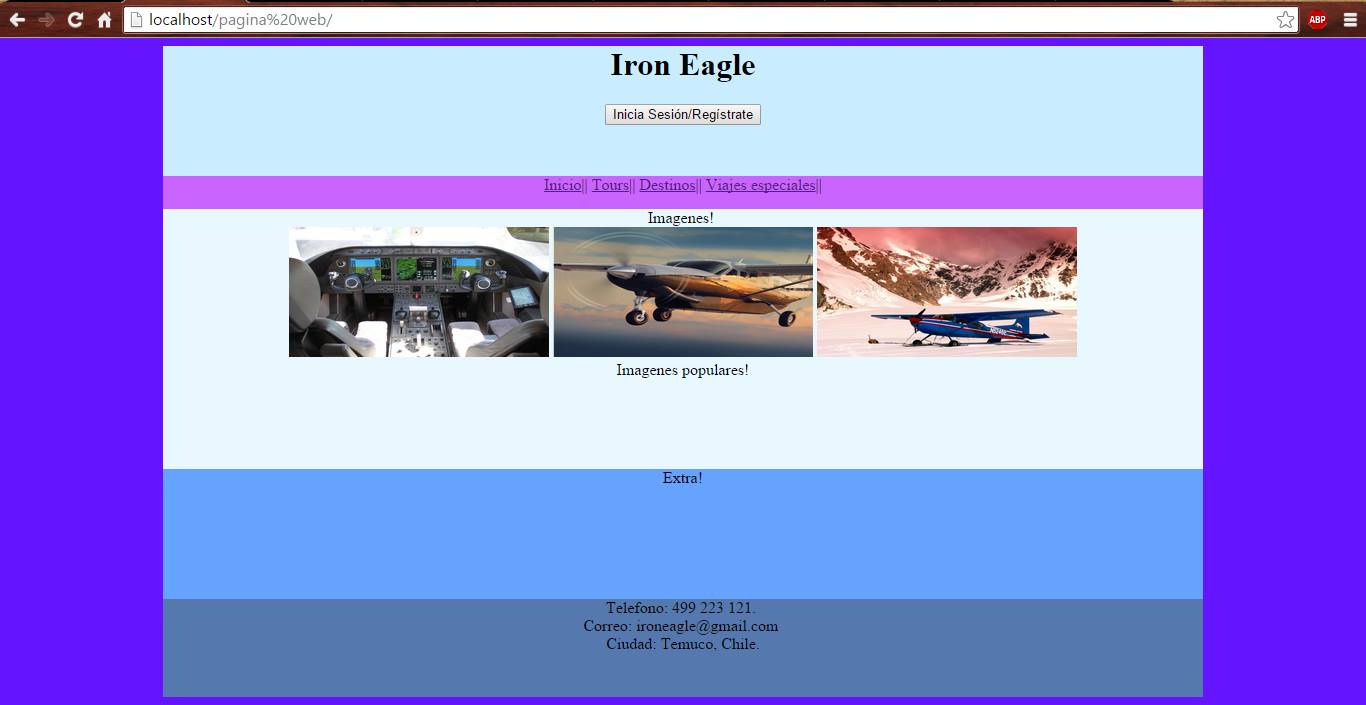 localhost/pagina%20web/
ABP
Iron Eagle
Inicia Sesión/Regístrate
Inicio|| Tours|| Destinos|| Viajes especiales||
Imagenes!
Imagenes populares!
Extra!
Telefono: 499 223 121.
Correo: ironeagle@gmail.com
Ciudad: Temuco, Chile.